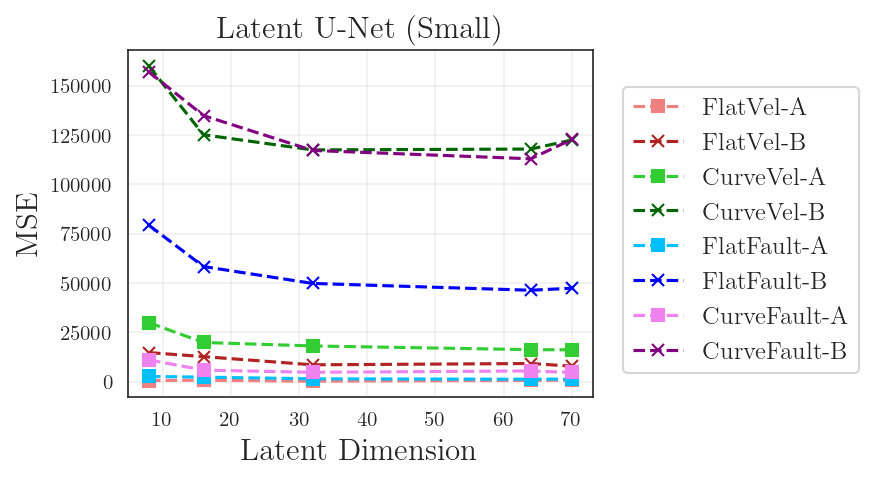 Latent U-Net (Small)
MSE
150000
125000
100000
75000
50000
25000
0
10 20 30 40 50 60 70
Latent Dimension
FlatVel-A
FlatVel-B
CurveVel-A
CurveVel-B
FlatFault-A
FlatFault-B
CurveFault-A
CurveFault-B